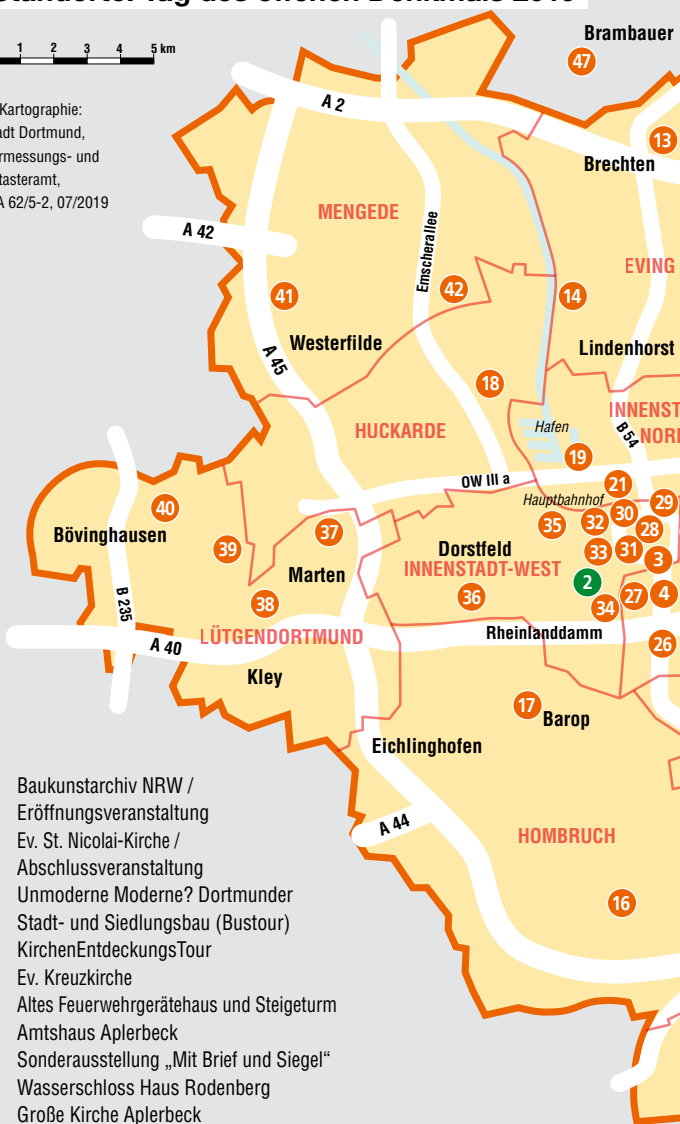 Tag des offenen Denkmals
1 2 3 4 5 km
Kartographie:
Dortmund,
und
62/5-2, 07/2019
Brambauer
47
A 2
13
Brechten
MENGEDE
A 42
Emscherallee
EVING
41
42
14
Westerfilde
Lindenhorst
A 45
18
HUCKARDE
Hafen
B 54
19
OW III a
21
Hauptbahnhof
29
40
30
Bövinghausen
35
32
28
37
39
Dorstfeld
33
31
3
Marten
INNENSTADT-WEST
2
B 235
38
36
34
27
4
LÜTGENDORTMUND
Rheinlanddamm
A 40
26
Kley
17
Barop
Eichlinghofen
A 44
HOMBRUCH
16
Baukunstarchiv NRW /
Eröffnungsveranstaltung
Ev. St. Nicolai-Kirche /
Abschlussveranstaltung
Unmoderne Moderne? Dortmunder
Stadt- und Siedlungsbau (Bustour)
KirchenEntdeckungsTour
Ev. Kreuzkirche
Altes Feuerwehrgerätehaus und Steigeturm
Amtshaus Aplerbeck
Sonderausstellung „Mit Brief und Siegel“
Wasserschloss Haus Rodenberg
Große Kirche Aplerbeck